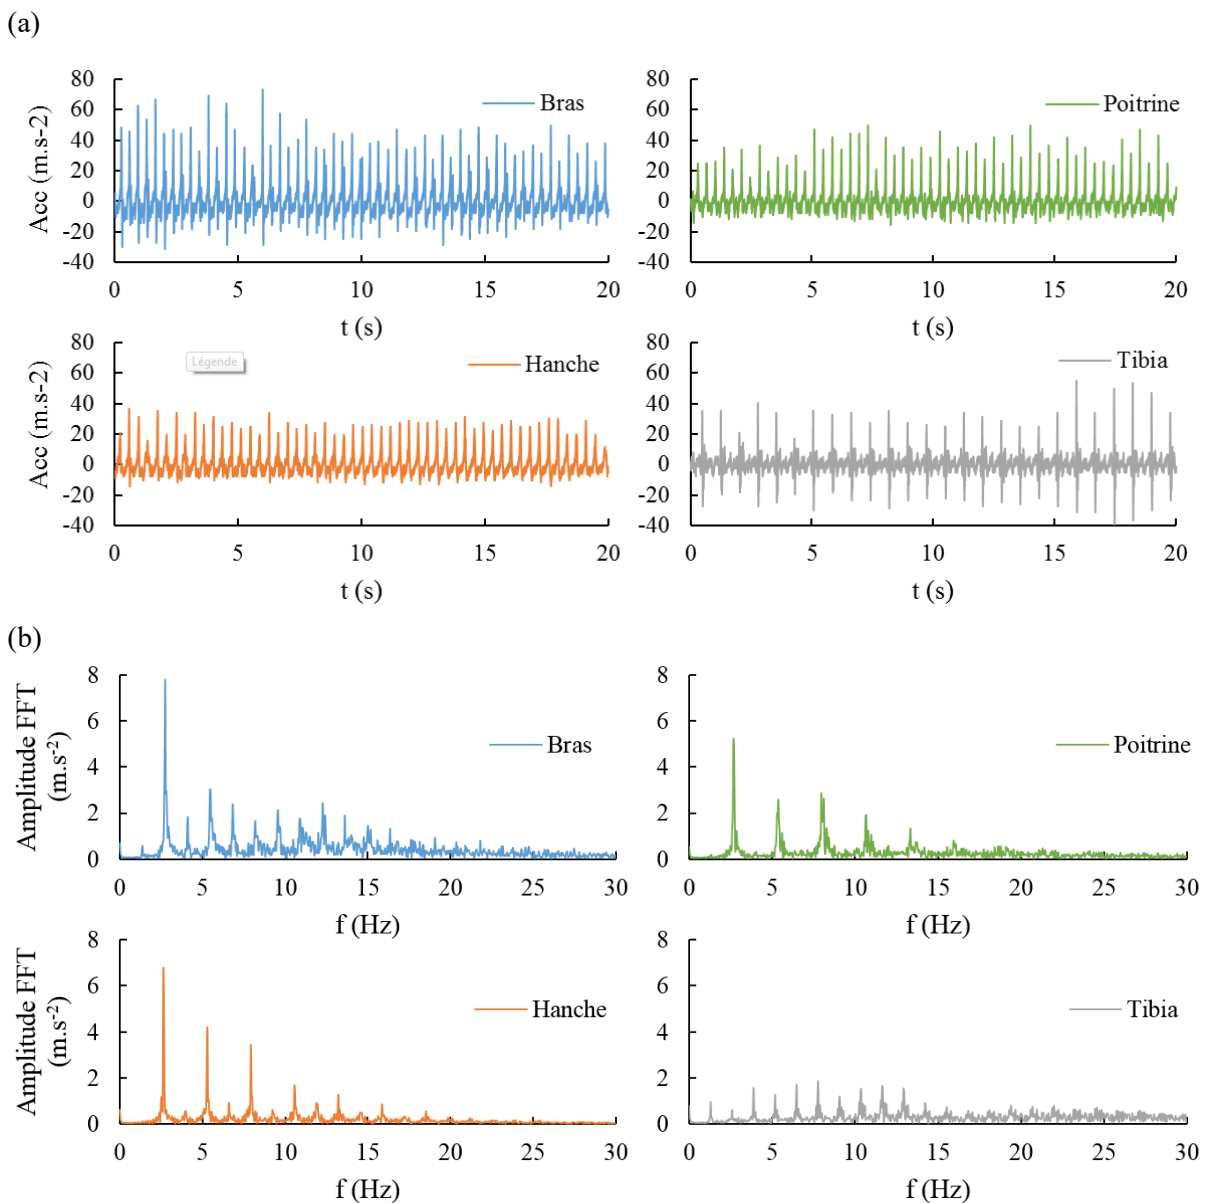 (a)
80
60
40
20
0
-20
-40
Acc (m.s-2)
Bras
0 5 10 15 20
t (s)
80
60
40
20
0
-20
-40
Poitrine
0 5 10 15 20
t (s)
80
60
40
20
0
-20
-40
Acc (m.s-2)
Légende
Hanche
0 5 10 15 20
t (s)
80
60
40
20
0
-20
-40
Tibia
0 5 10 15 20
t (s)
(b)
8
6
4
2
0
Amplitude FFT
(m.s-2)
Bras
0 5 10 15 20 25 30
f (Hz)
8
6
4
2
0
Poitrine
0 5 10 15 20 25 30
f (Hz)
8
6
4
2
0
Amplitude FFT
(m.s-2)
Hanche
0 5 10 15 20 25 30
f (Hz)
8
6
4
2
0
Tibia
0 5 10 15 20 25 30
f (Hz)